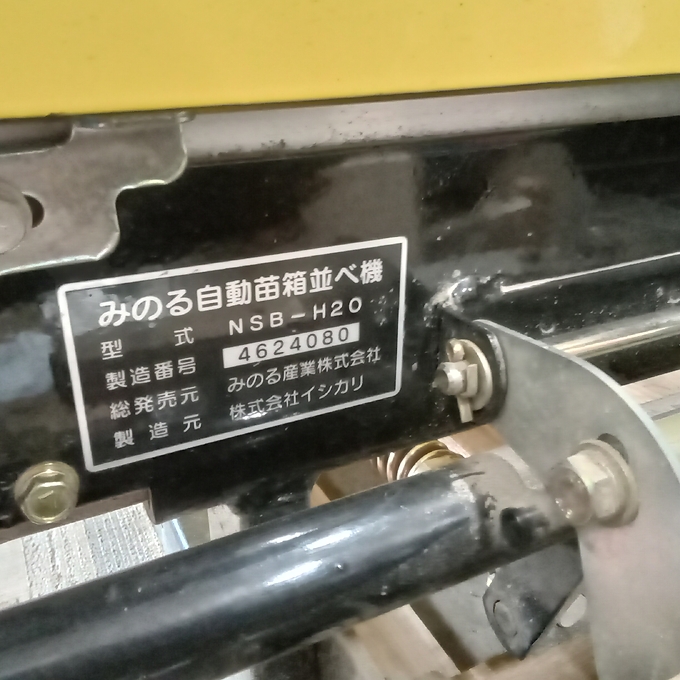 みのる自動苗箱並べ機
型式 NSB-H20
製造番号 4624080
総発売元 みのる産業株式会社
製造元 株式会社イシカリ